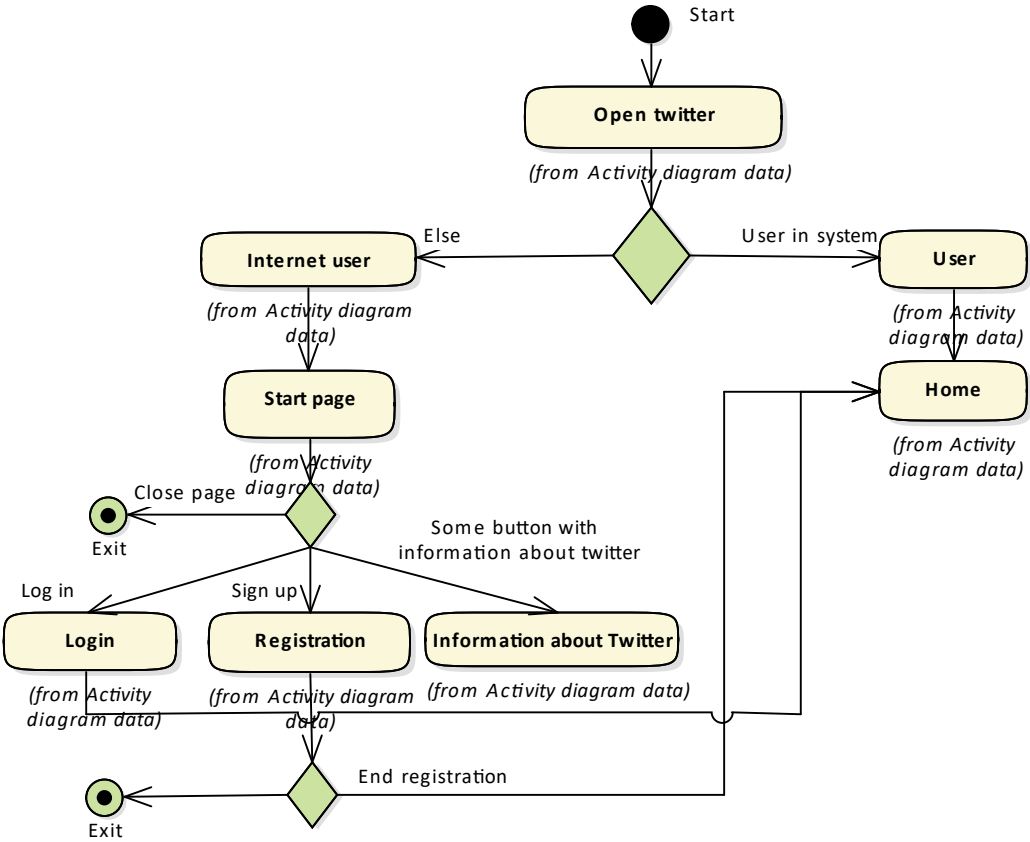 Start
Open twitter
(from Activity diagram data)
Else
User in system
Internet user
(from Activity diagram
data)
User
(from Activity
diagram data)
Start page
(from Activity
diagram data)
Home
(from Activity
diagram data)
Close page
Exit
Some button with
information about twitter
Log in
Sign up
Login
(from Activity
diagram data)
Registration
(from Activity diagram
data)
Information about Twitter
(from Activity diagram data)
End registration
Exit